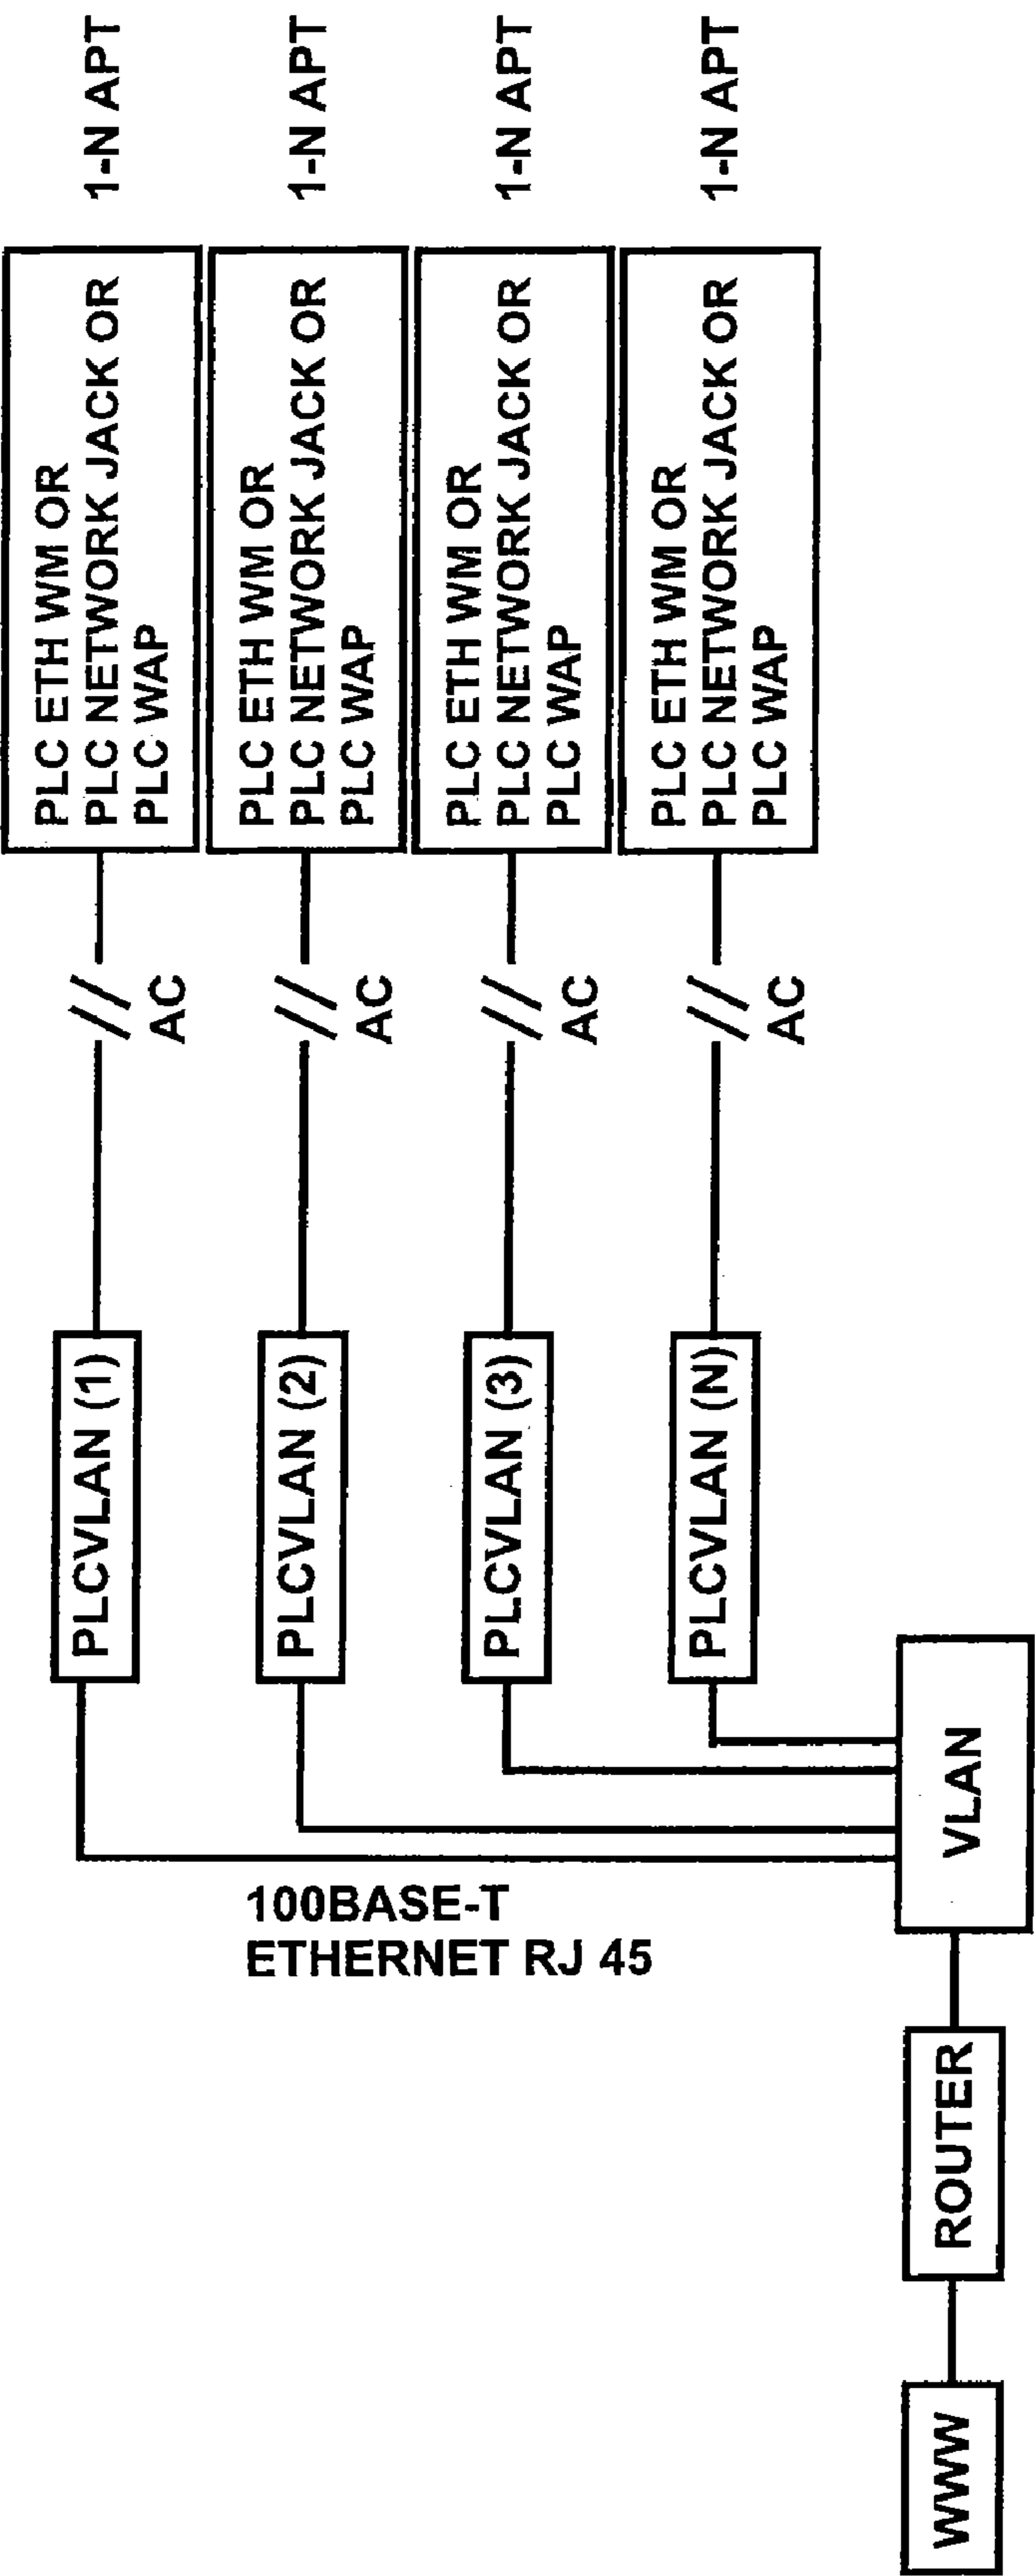 WWW
ROUTER
VLAN
100BASE-T
ETHERNET RJ 45
PLCVLAN (1)
AC
PLC ETH WM OR
PLC NETWORK JACK OR
PLC WAP
1-N APT
PLCVLAN (2)
AC
PLC ETH WM OR
PLC NETWORK JACK OR
PLC WAP
1-N APT
PLCVLAN (3)
AC
PLC ETH WM OR
PLC NETWORK JACK OR
PLC WAP
1-N APT
PLCVLAN (N)
AC
PLC ETH WM OR
PLC NETWORK JACK OR
PLC WAP
1-N APT